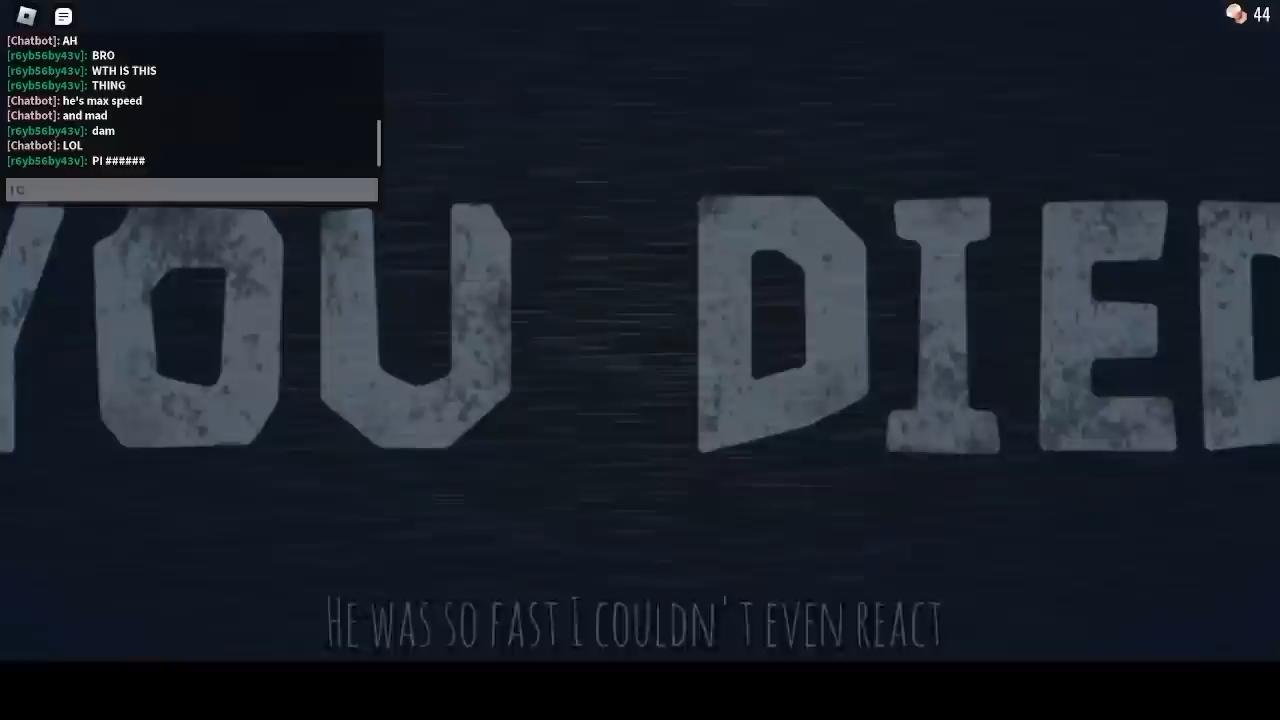 44
[Chatbot]: AH
[r6yb56by43v]: BRO
[r6yb56by43v]: WTH IS THIS
[r6yb56by43v]: THING
[Chatbot]: he's max speed
[Chatbot]: and mad
[r6yb56by43v]: dam
[Chatbot]: LOL
[r6yb56by43v]: PI ######
YOU DIED
HE WAS SO FAST I COULDN'T EVEN REACT